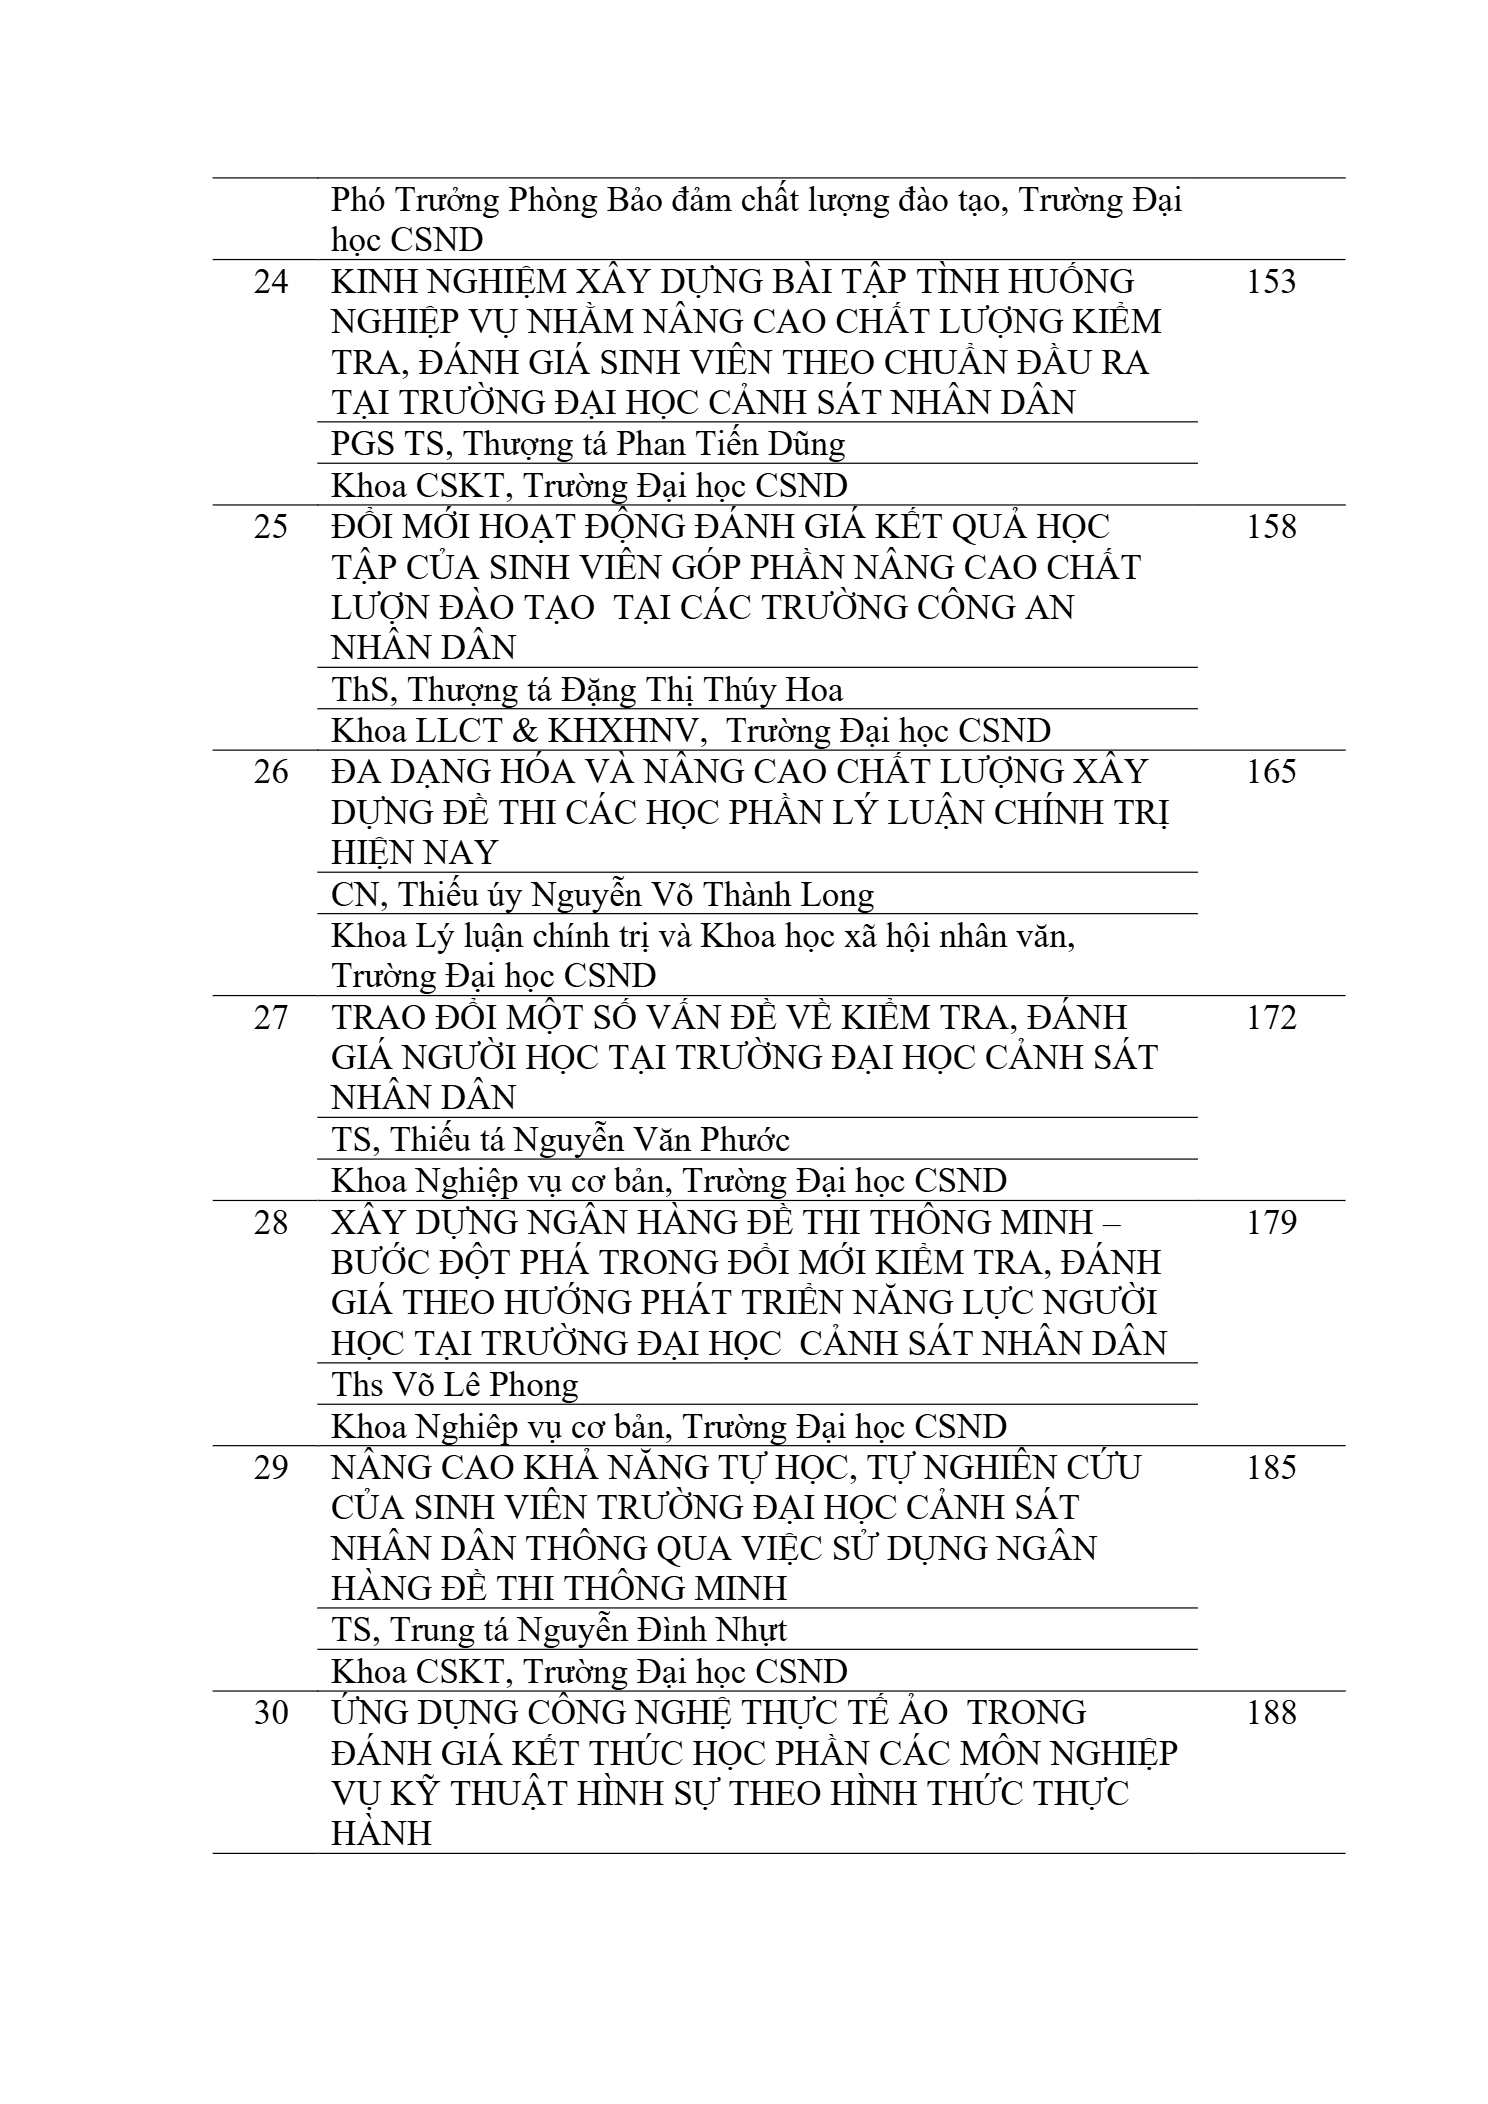 Phó Trưởng Phòng Bảo đảm chất lượng đào tạo, Trường Đại
học CSND
24 KINH NGHIỆM XÂY DỰNG BÀI TẬP TÌNH HUỐNG 153
NGHIỆP VỤ NHẰM NÂNG CAO CHẤT LƯỢNG KIỂM
TRA, ĐÁNH GIÁ SINH VIÊN THEO CHUẨN ĐẦU RA
TẠI TRƯỜNG ĐẠI HỌC CẢNH SÁT NHÂN DÂN
PGS TS, Thượng tá Phan Tiến Dũng
Khoa CSKT, Trường Đại học CSND
25 ĐỔI MỚI HOẠT ĐỘNG ĐÁNH GIÁ KẾT QUẢ HỌC 158
TẬP CỦA SINH VIÊN GÓP PHẦN NÂNG CAO CHẤT
LƯỢN ĐÀO TẠO  TẠI CÁC TRƯỜNG CÔNG AN
NHÂN DÂN
ThS, Thượng tá Đặng Thị Thúy Hoa
Khoa LLCT & KHXHNV,  Trường Đại học CSND
26 ĐA DẠNG HÓA VÀ NÂNG CAO CHẤT LƯỢNG XÂY 165
DỰNG ĐỀ THI CÁC HỌC PHẦN LÝ LUẬN CHÍNH TRỊ
HIỆN NAY
CN, Thiếu úy Nguyễn Võ Thành Long
Khoa Lý luận chính trị và Khoa học xã hội nhân văn,
Trường Đại học CSND
27 TRAO ĐỔI MỘT SỐ VẤN ĐỀ VỀ KIỂM TRA, ĐÁNH 172
GIÁ NGƯỜI HỌC TẠI TRƯỜNG ĐẠI HỌC CẢNH SÁT
NHÂN DÂN
TS, Thiếu tá Nguyễn Văn Phước
Khoa Nghiệp vụ cơ bản, Trường Đại học CSND
28 XÂY DỰNG NGÂN HÀNG ĐỀ THI THÔNG MINH – 179
BƯỚC ĐỘT PHÁ TRONG ĐỔI MỚI KIỂM TRA, ĐÁNH
GIÁ THEO HƯỚNG PHÁT TRIỂN NĂNG LỰC NGƯỜI
HỌC TẠI TRƯỜNG ĐẠI HỌC  CẢNH SÁT NHÂN DÂN
Ths Võ Lê Phong
Khoa Nghiêp vụ cơ bản, Trường Đại học CSND
29 NÂNG CAO KHẢ NĂNG TỰ HỌC, TỰ NGHIÊN CỨU 185
CỦA SINH VIÊN TRƯỜNG ĐẠI HỌC CẢNH SÁT
NHÂN DÂN THÔNG QUA VIỆC SỬ DỤNG NGÂN
HÀNG ĐỀ THI THÔNG MINH
TS, Trung tá Nguyễn Đình Nhựt
Khoa CSKT, Trường Đại học CSND
30 ỨNG DỤNG CÔNG NGHỆ THỰC TẾ ẢO  TRONG 188
ĐÁNH GIÁ KẾT THÚC HỌC PHẦN CÁC MÔN NGHIỆP
VỤ KỸ THUẬT HÌNH SỰ THEO HÌNH THỨC THỰC
HÀNH